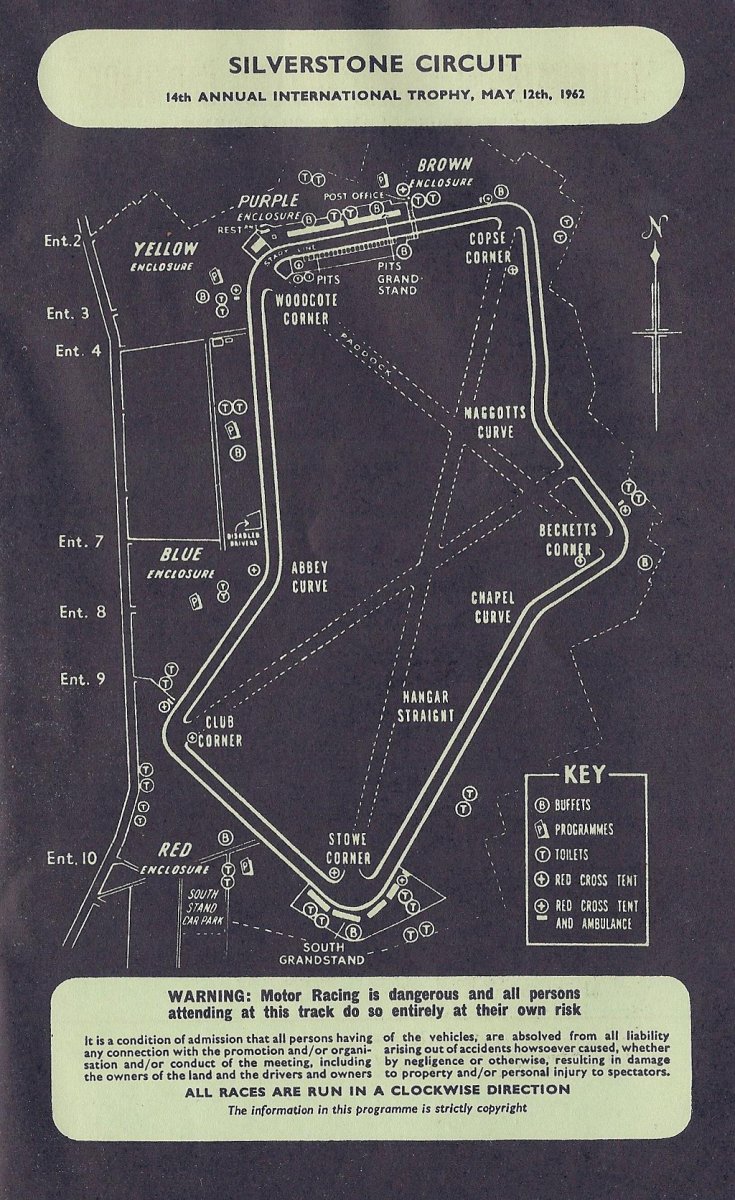 SILVERSTONE CIRCUIT
14th ANNUAL INTERNATIONAL TROPHY, MAY 12th, 1962
BROWN
ENCLOSURE
POST OFFICE
PURPLE
ENCLOSURE
REST
START LINE
PITS
PITS
GRAND-
STAND
COPSE
CORNER
N
Ent.2
YELLOW
ENCLOSURE
WOODCOTE
CORNER
Ent. 3
Ent. 4
PADDOCK
MAGGOTTS
CURVE
DISABLED
DRIVERS
BECKETTS
CORNER
Ent. 7
BLUE
ENCLOSURE
ABBEY
CURVE
CHAPEL
CURVE
Ent. 8
Ent. 9
CLUB
CORNER
HANGAR
STRAIGHT
STOWE
CORNER
Ent. 10
RED
ENCLOSURE
SOUTH
STAND
CAR PARK
SOUTH
GRANDSTAND
KEY
B BUFFETS
P PROGRAMMES
T TOILETS
RED CROSS TENT
RED CROSS TENT
AND AMBULANCE
WARNING: Motor Racing is dangerous and all persons
attending at this track do so entirely at their own risk
It is a condition of admission that all persons having
any connection with the promotion and/or organi-
sation and/or conduct of the meeting, including
the owners of the land and the drivers and owners
of the vehicles, are absolved from all liability
arising out of accidents howsoever caused, whether
by negligence or otherwise, resulting in damage
to property and/or personal injury to spectators.
ALL RACES ARE RUN IN A CLOCKWISE DIRECTION
The information in this programme is strictly copyright